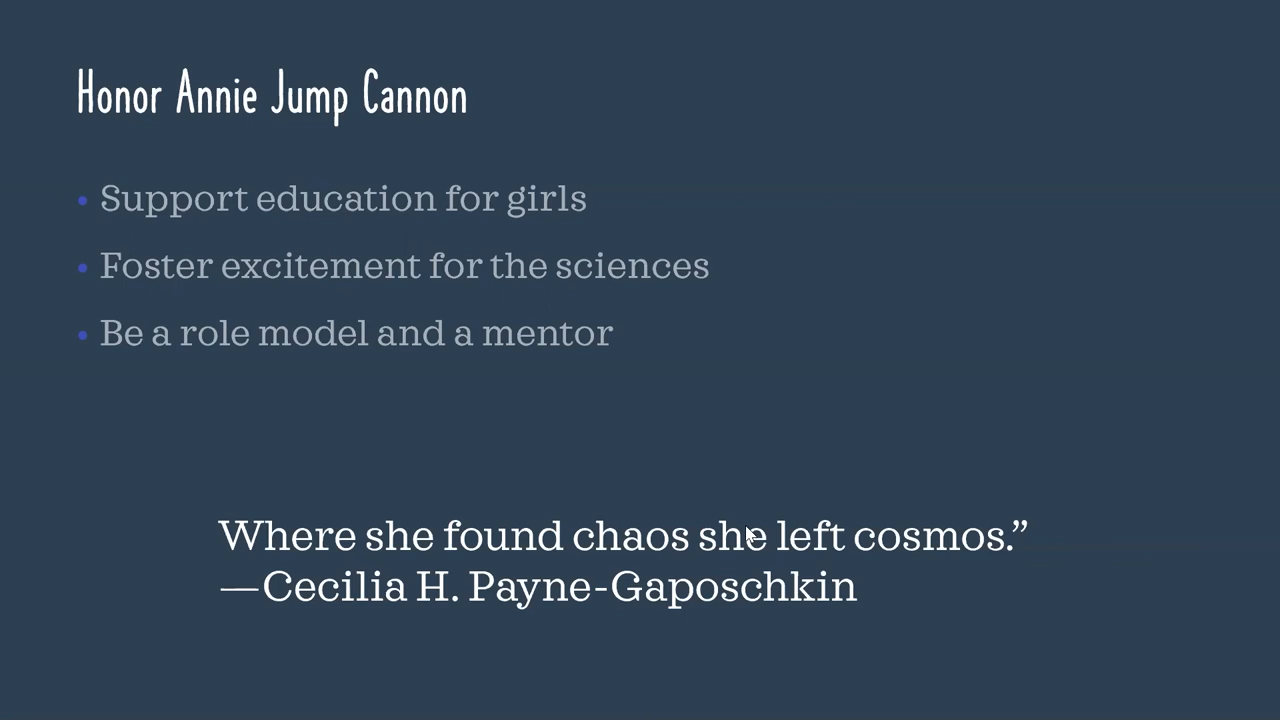 Honor Annie Jump Cannon
• Support education for girls
• Foster excitement for the sciences
• Be a role model and a mentor
Where she found chaos she left cosmos.”
—Cecilia H. Payne-Gaposchkin